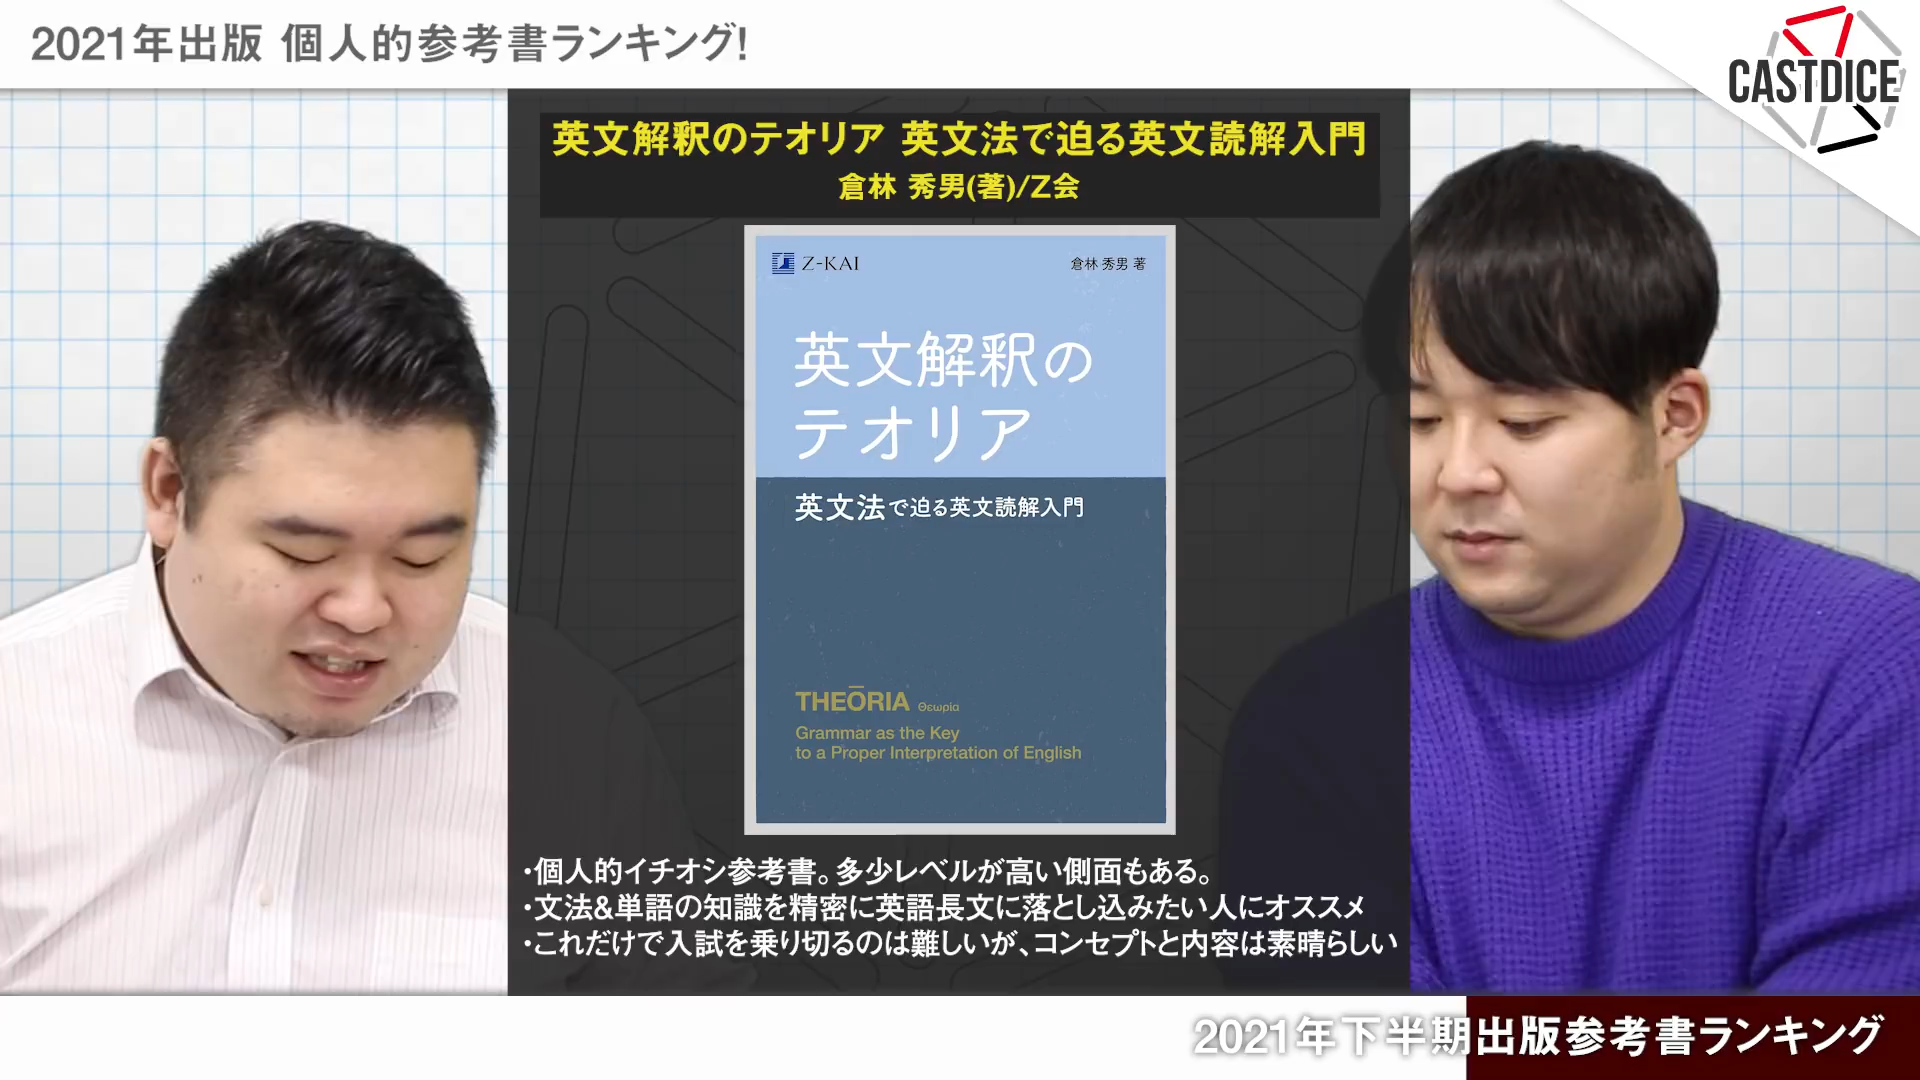 2021年出版 個人的参考書ランキング!
CASTDICE
英文解釈のテオリア 英文法で迫る英文読解入門
倉林 秀男(著)/Z会
Z-KAI
倉林 秀男 著
英文解釈の
テオリア
英文法で迫る英文読解入門
THEŌRIA Θεωρία
Grammar as the Key
to a Proper Interpretation of English
・個人的イチオシ参考書。多少レベルが高い側面もある。
・文法&単語の知識を精密に英語長文に落とし込みたい人にオススメ
・これだけで入試を乗り切るのは難しいが、コンセプトと内容は素晴らしい
2021年下半期出版参考書ランキング